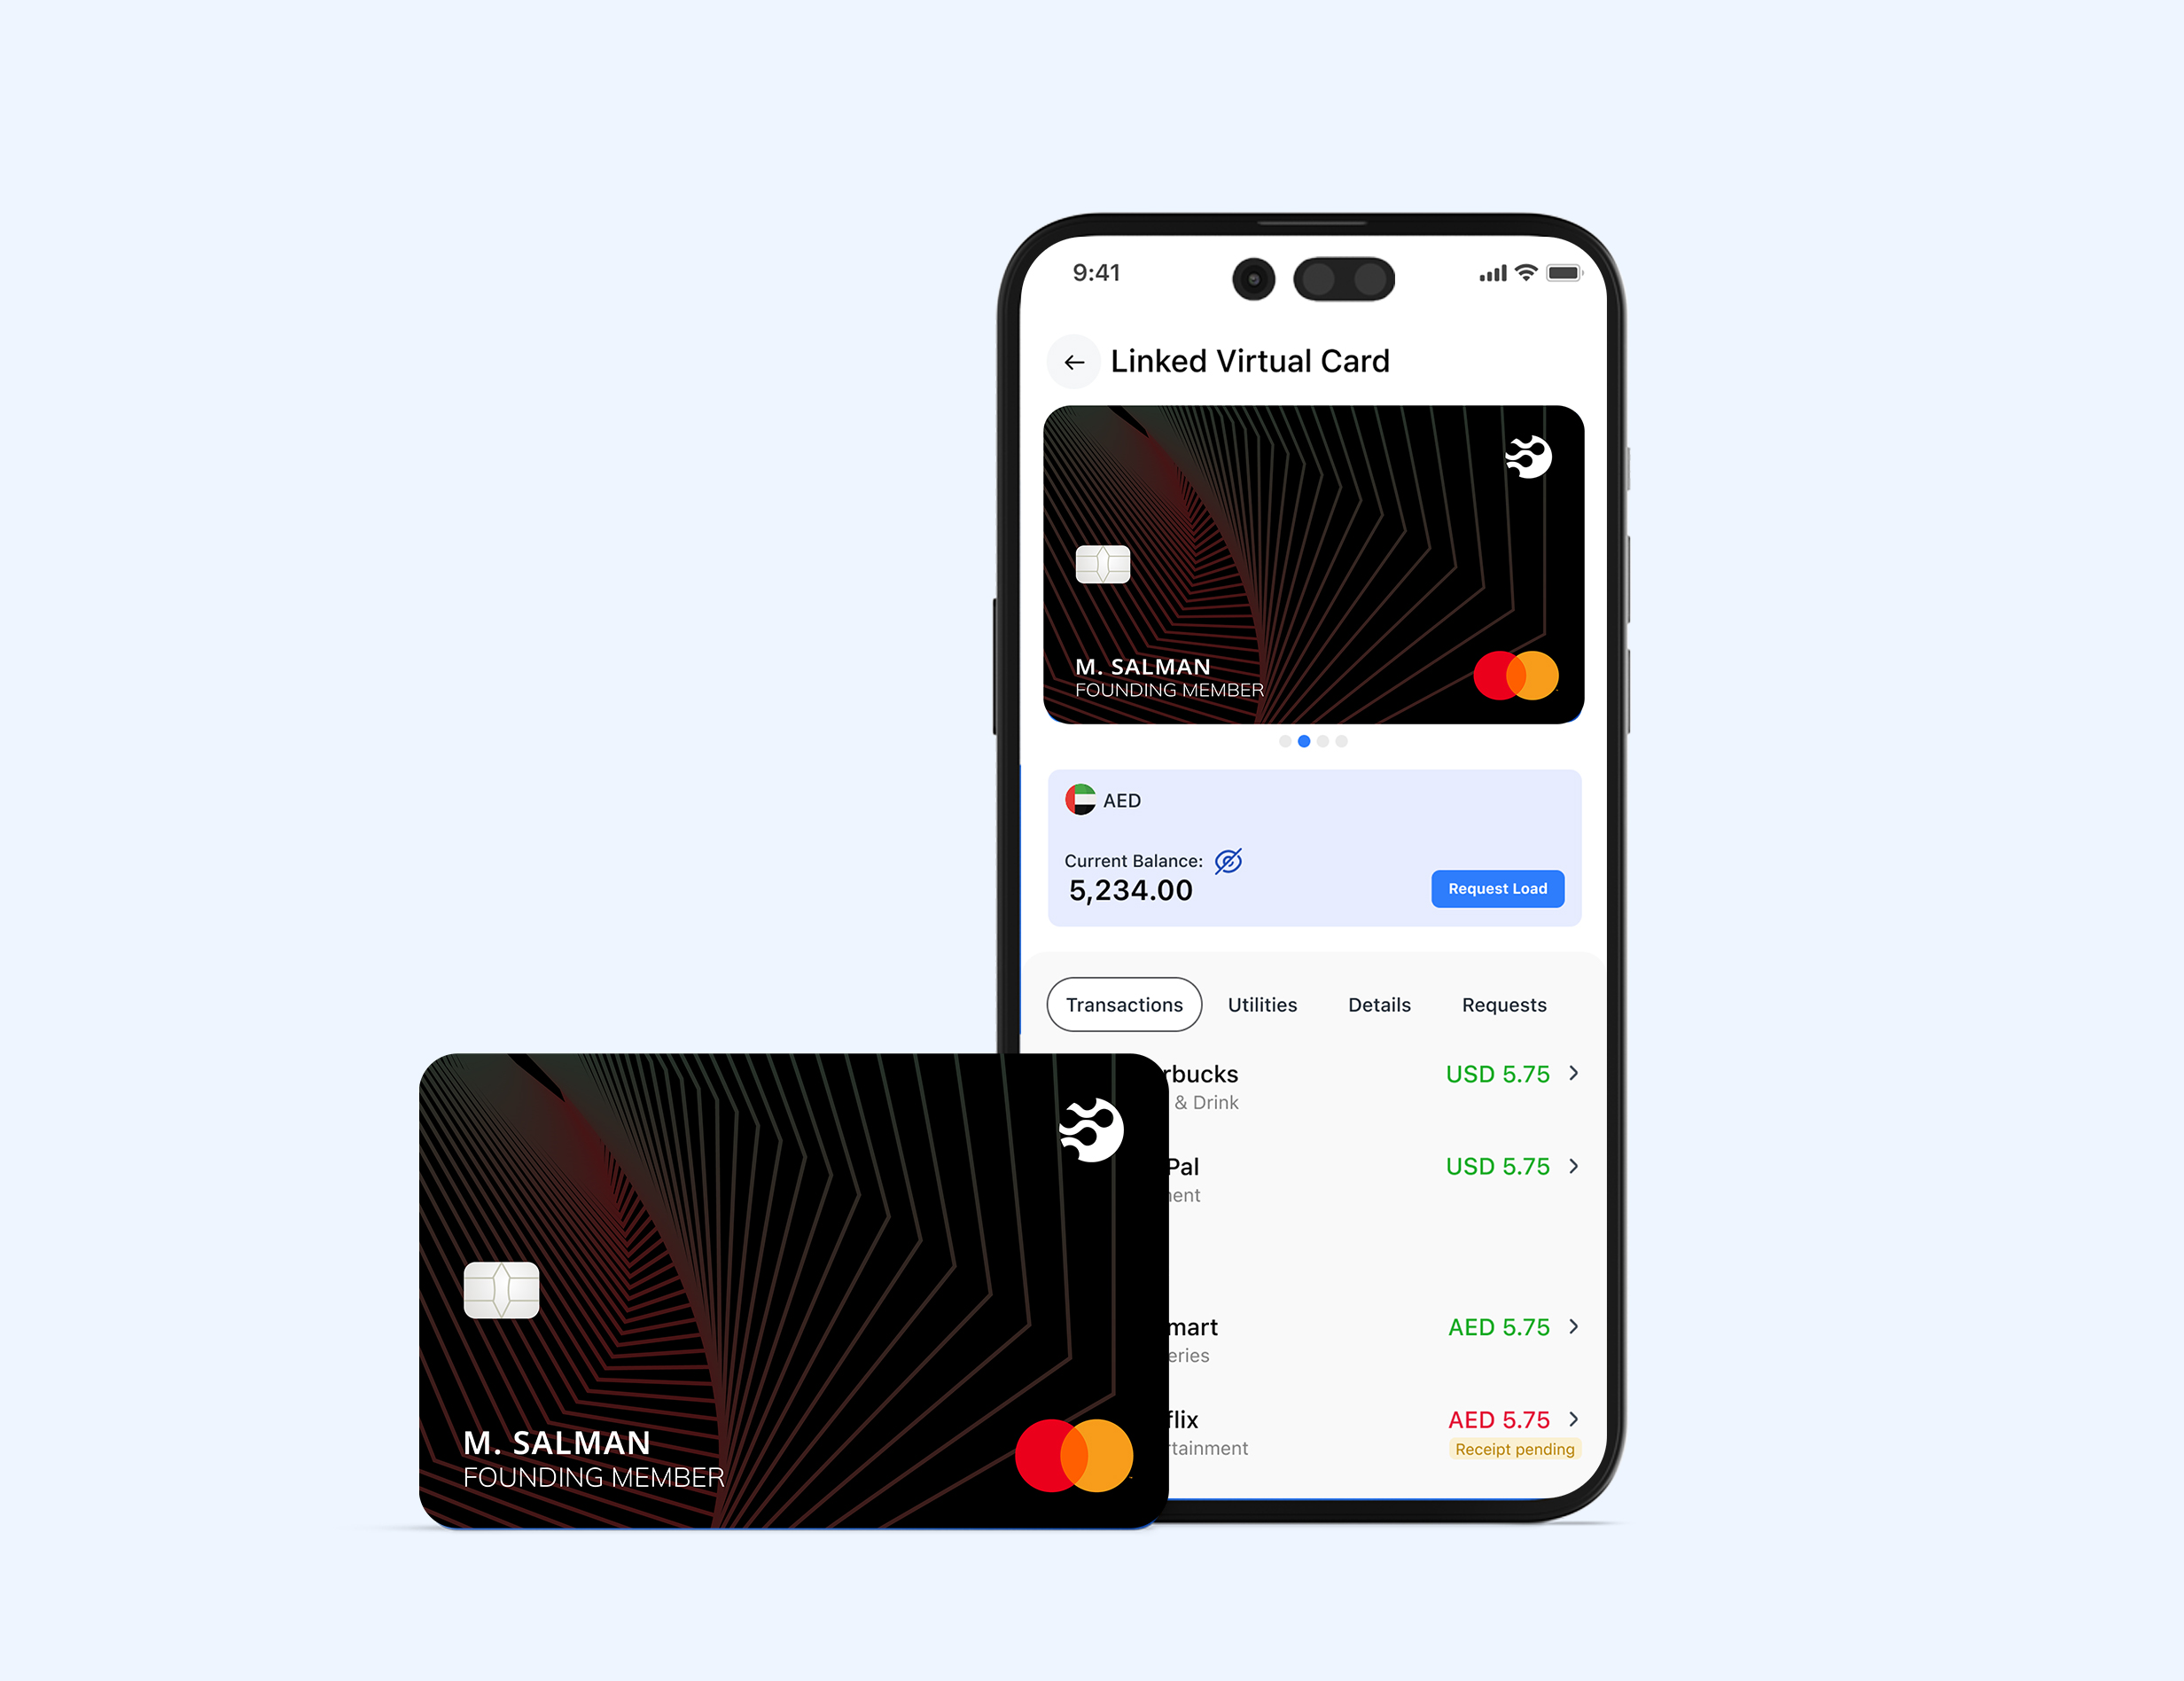 9:41
Linked Virtual Card
M. SALMAN
FOUNDING MEMBER
AED
Current Balance:
5,234.00
Request Load
Transactions Utilities Details Requests
rbucks USD 5.75
& Drink
Pal USD 5.75
nent
mart AED 5.75
eries
flix AED 5.75
rtainment Receipt pending
M. SALMAN
FOUNDING MEMBER